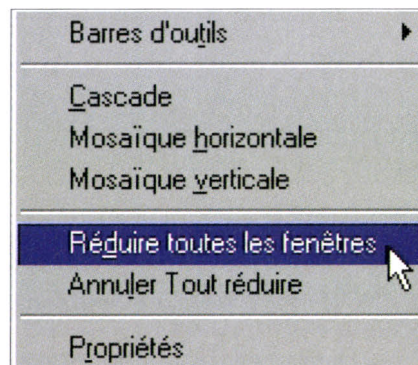 Barres d'outils
Cascade
Mosaïque horizontale
Mosaïque verticale
Réduire toutes les fenêtres
Annuler Tout réduire
Propriétés